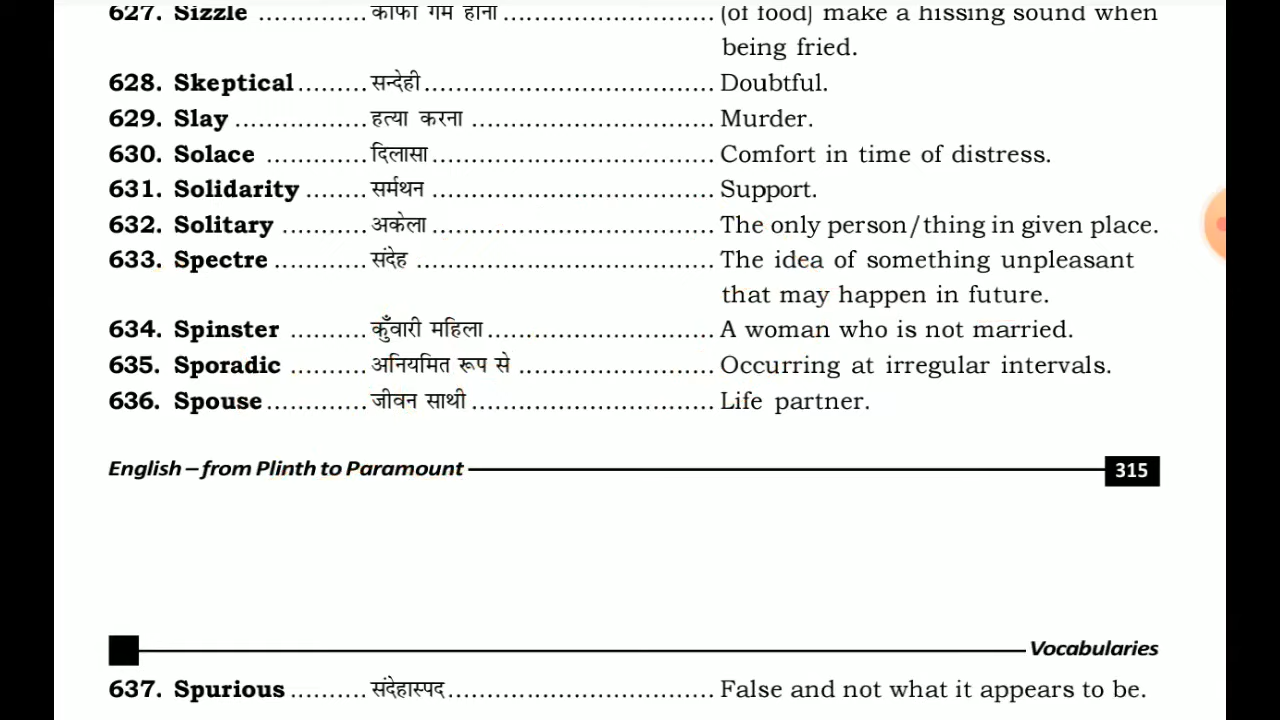 627. Sizzle .............. काफी गर्म होना ............................ (of food) make a hissing sound when
being fried.
628. Skeptical ......... सन्देही ..................................... Doubtful.
629. Slay ................. हत्या करना ............................... Murder.
630. Solace ............. दिलासा .................................... Comfort in time of distress.
631. Solidarity ........ सर्मथन .................................... Support.
632. Solitary ........... अकेला .................................... The only person/thing in given place.
633. Spectre ............ संदेह ...................................... The idea of something unpleasant
that may happen in future.
634. Spinster .......... कुँवारी महिला ............................. A woman who is not married.
635. Sporadic .......... अनियमित रूप से ......................... Occurring at irregular intervals.
636. Spouse ............. जीवन साथी ............................... Life partner.
English – from Plinth to Paramount 315
Vocabularies
637. Spurious .......... संदेहास्पद .................................. False and not what it appears to be.